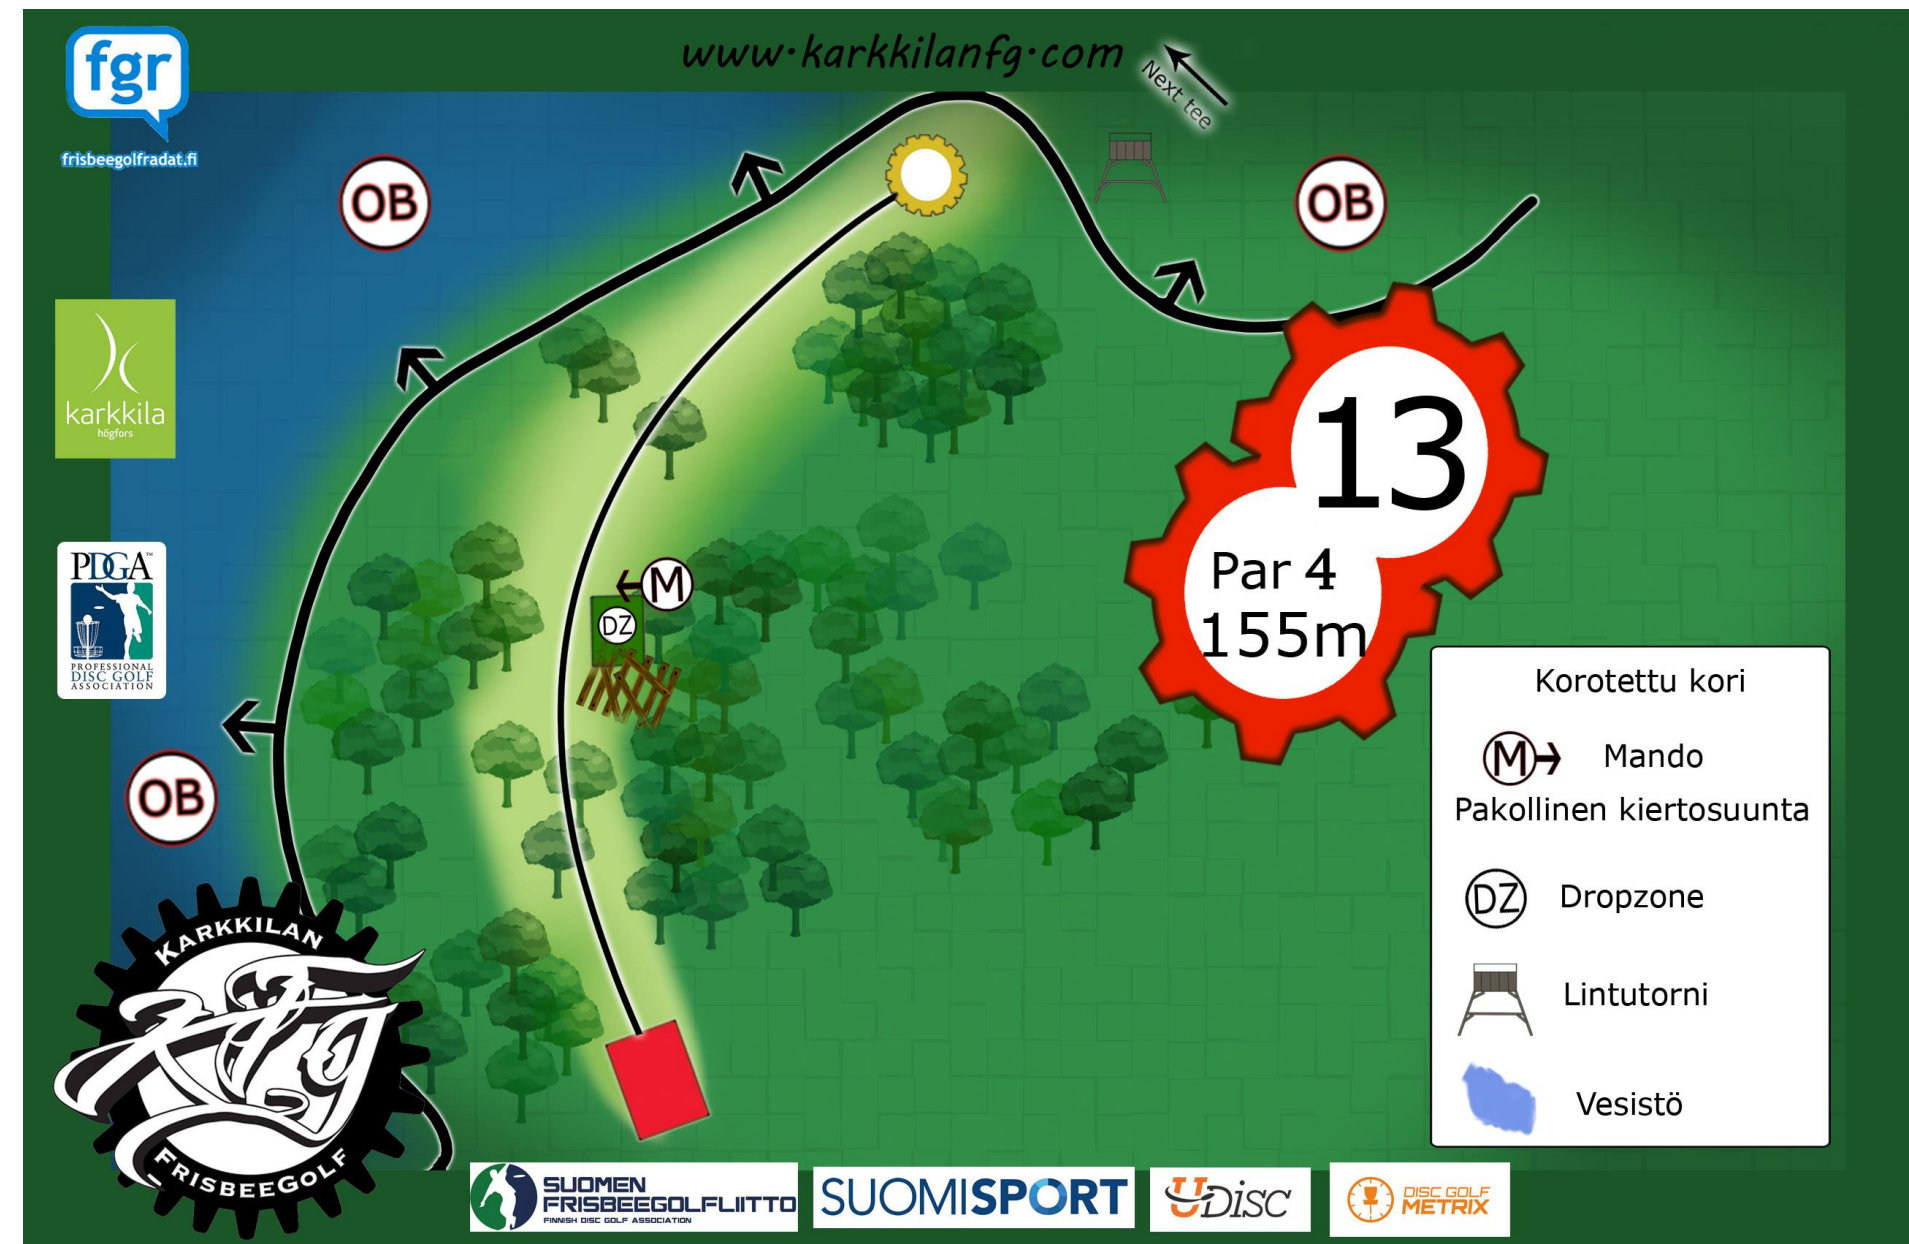 www.karkkilanfg.com
Next tee
fgr
frisbeegolfradat.fi
OB
OB
karkkila
högfors
13
Par 4
155m
M
DZ
PDGA™
PROFESSIONAL
DISC GOLF
ASSOCIATION
OB
Korotettu kori
M Mando
Pakollinen kiertosuunta
DZ Dropzone
Lintutorni
Vesistö
KARKKILAN
KFG
FRISBEEGOLF
SUOMEN
FRISBEEGOLFLIITTO
FINNISH DISC GOLF ASSOCIATION
SUOMISPORT
UDisc
DISC GOLF
METRIX